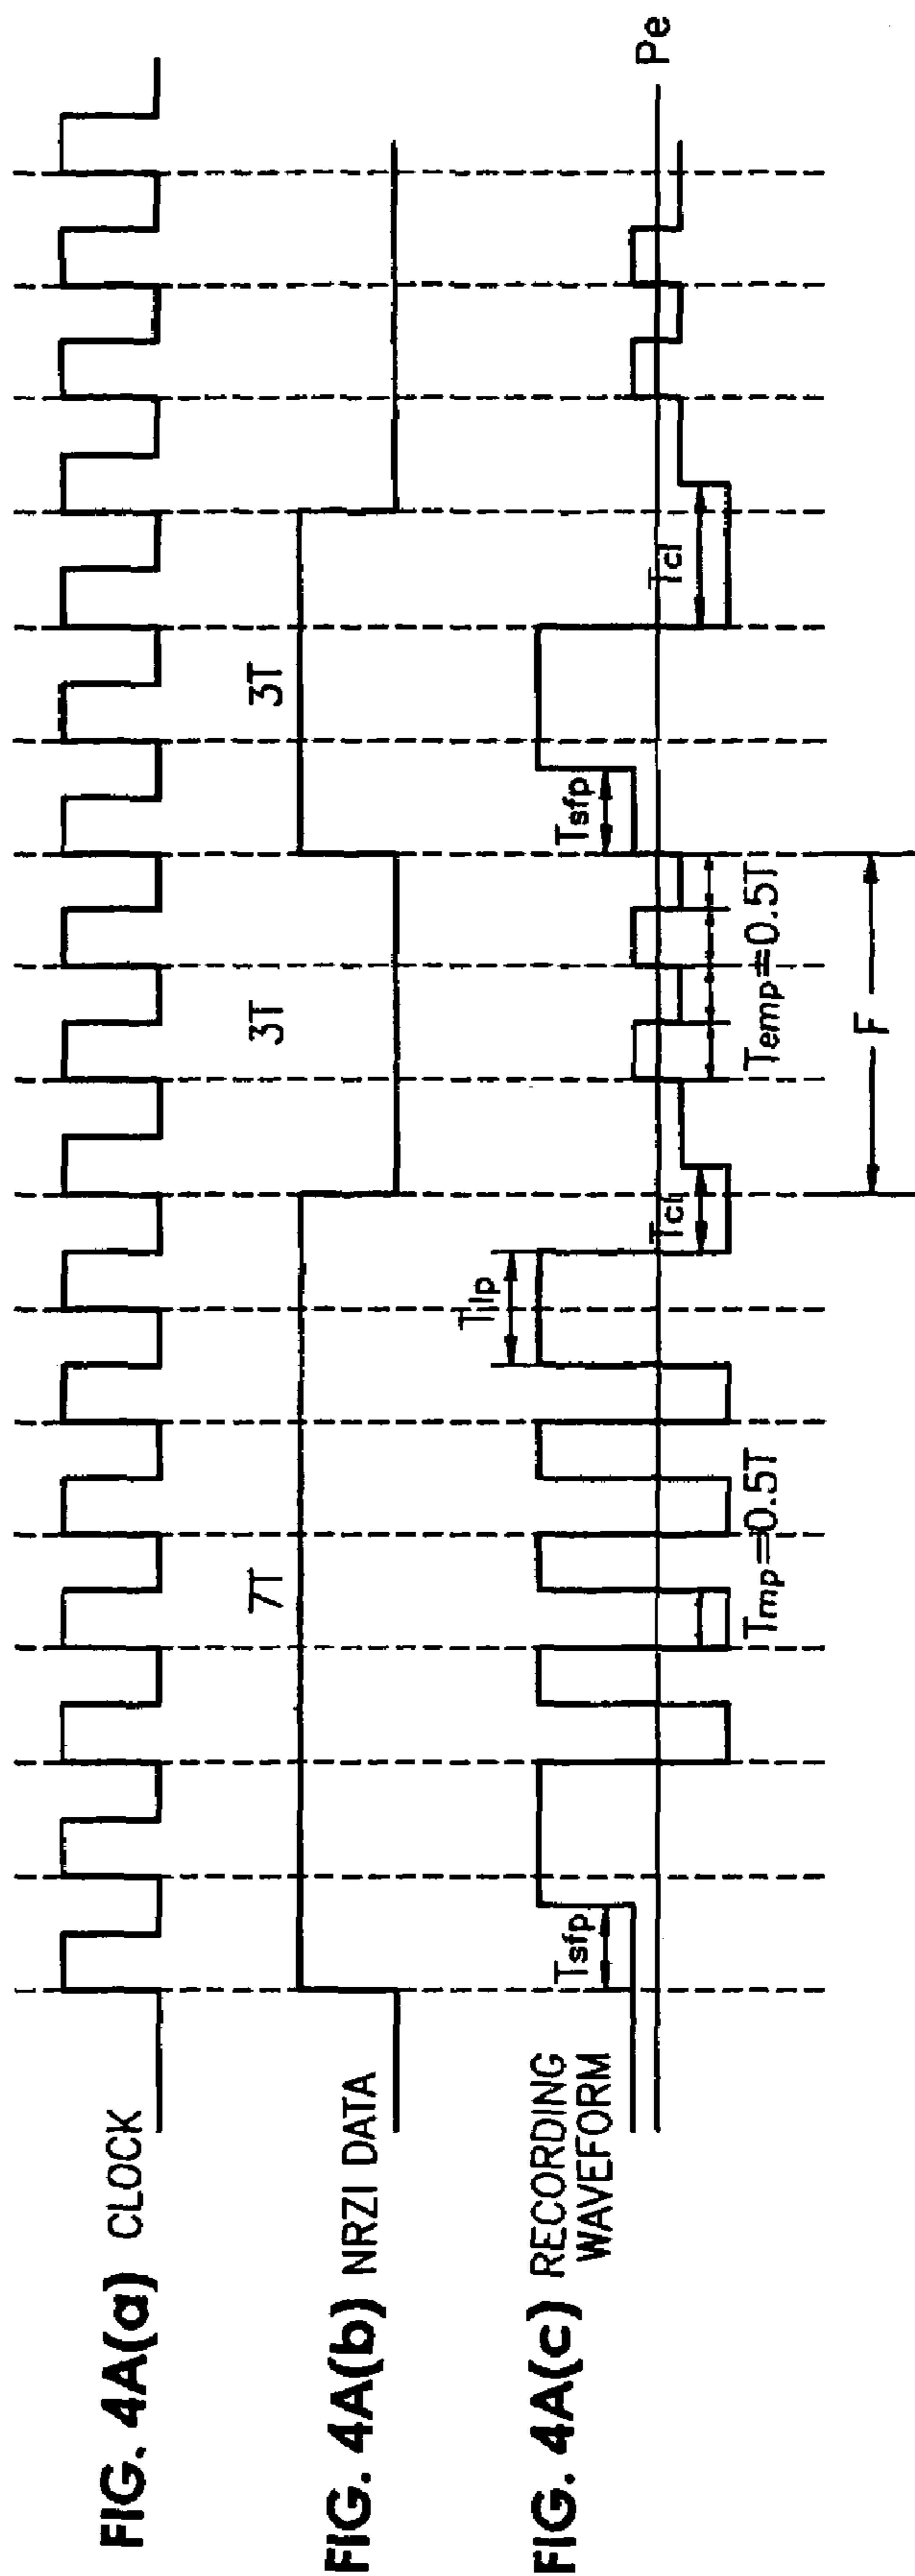 FIG. 4A(a) CLOCK
FIG. 4A(b) NRZI DATA
7T
3T
3T
FIG. 4A(c) RECORDING
WAVEFORM
Tsfp
Tmp=0.5T
Tlp
Tcl
Temp=0.5T
F
Tsfp
Tcl
Pe